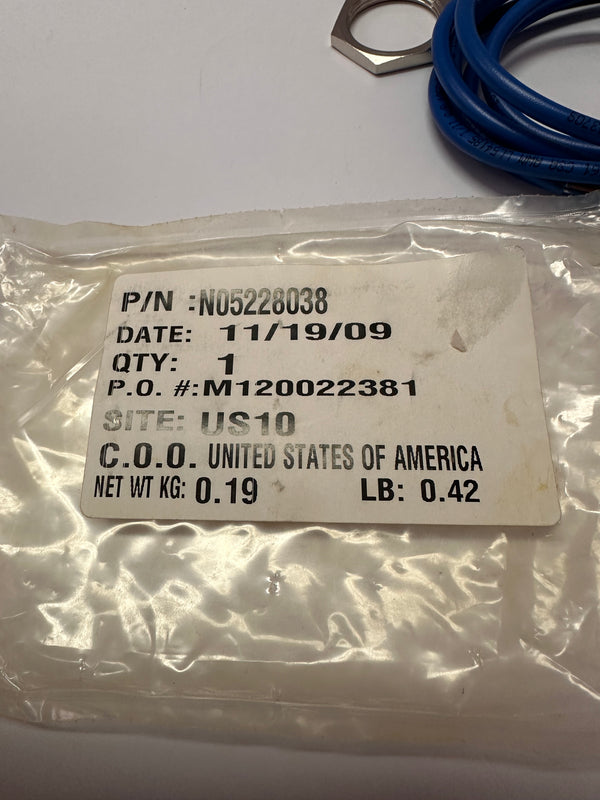 P/N :N05228038
DATE: 11/19/09
QTY: 1
P.O. #:M120022381
SITE: US10
C.O.O. UNITED STATES OF AMERICA
NET WT KG: 0.19 LB: 0.42